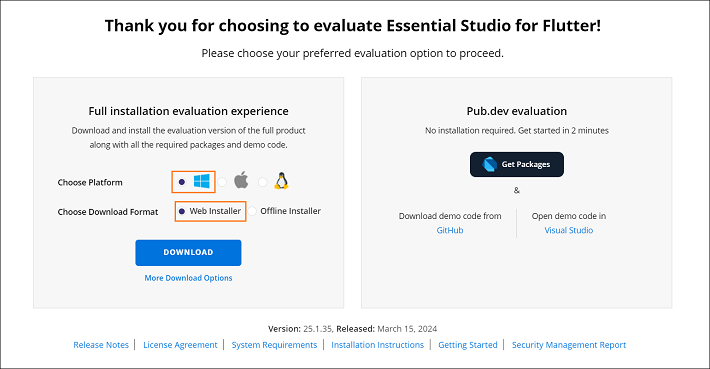 Thank you for choosing to evaluate Essential Studio for Flutter!
Please choose your preferred evaluation option to proceed.
Full installation evaluation experience
Download and install the evaluation version of the full product
along with all the required packages and demo code.
Choose Platform
Choose Download Format
Web Installer
Offline Installer
DOWNLOAD
More Download Options
Pub.dev evaluation
No installation required. Get started in 2 minutes
Get Packages
&
Download demo code from
GitHub
Open demo code in
Visual Studio
Version: 25.1.35, Released: March 15, 2024
Release Notes | License Agreement | System Requirements | Installation Instructions | Getting Started | Security Management Report